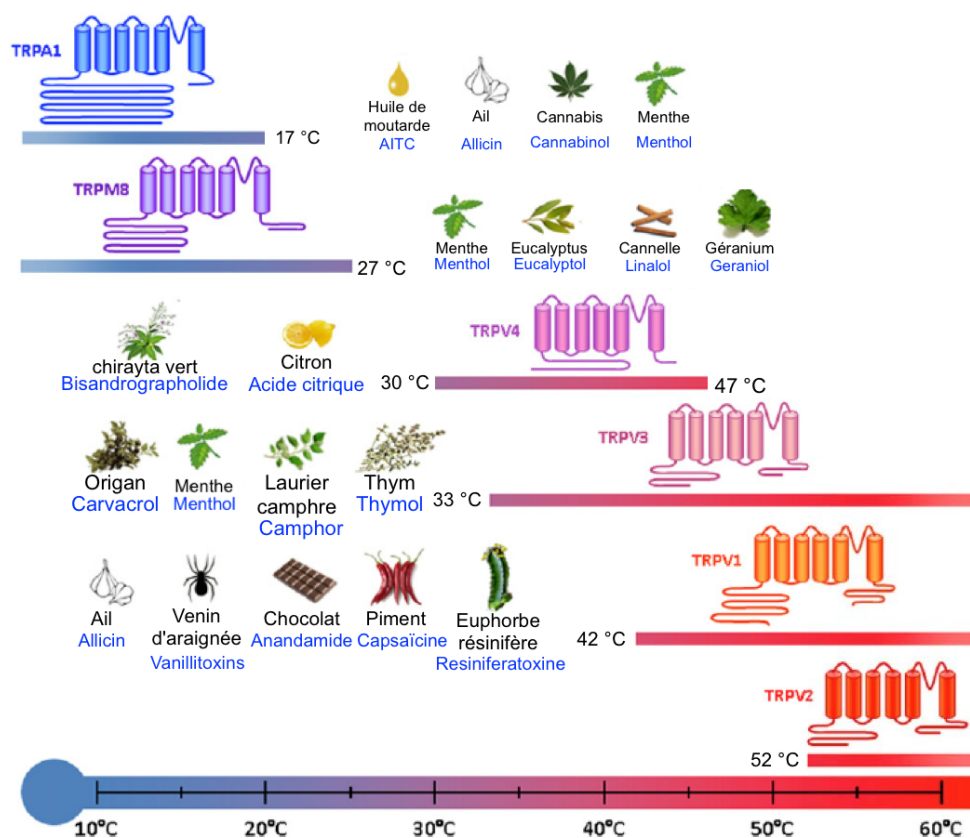 TRPA1
Huile de
moutarde
AITC
Ail
Allicin
Cannabis
Cannabinol
Menthe
Menthol
17 °C
TRPM8
Menthe
Menthol
Eucalyptus
Eucalyptol
Cannelle
Linalol
Géranium
Geraniol
27 °C
TRPV4
chirayta vert
Bisandrographolide
Citron
Acide citrique
30 °C
47 °C
TRPV3
Origan
Carvacrol
Menthe
Menthol
Laurier
camphre
Camphor
Thym
Thymol
33 °C
TRPV1
Ail
Allicin
Venin
d'araignée
Vanillitoxins
Chocolat
Anandamide
Piment
Capsaïcine
Euphorbe
résinifère
Resiniferatoxine
42 °C
TRPV2
52 °C
10°C 20°C 30°C 40°C 50°C 60°C